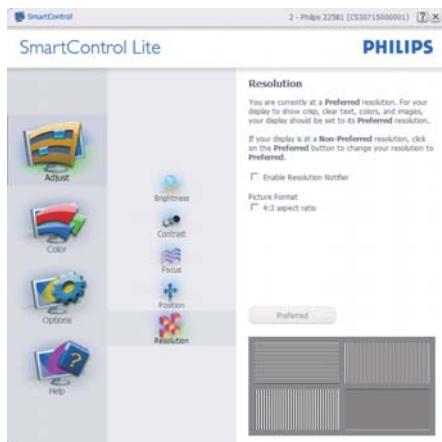 SmartControl
2 - Philips 225B1 (CS30715000001)
? X
SmartControl Lite
PHILIPS
Adjust
Color
Options
Help
Brightness
Contrast
Focus
Position
Resolution
Resolution
You are currently at a Preferred resolution. For your
display to show crisp, clear text, colors, and images,
your display should be set to its Preferred resolution.
If your display is at a Non-Preferred resolution, click
on the Preferred button to change your resolution to
Preferred.
Enable Resolution Notifier
Picture Format
4:3 aspect ratio
Preferred